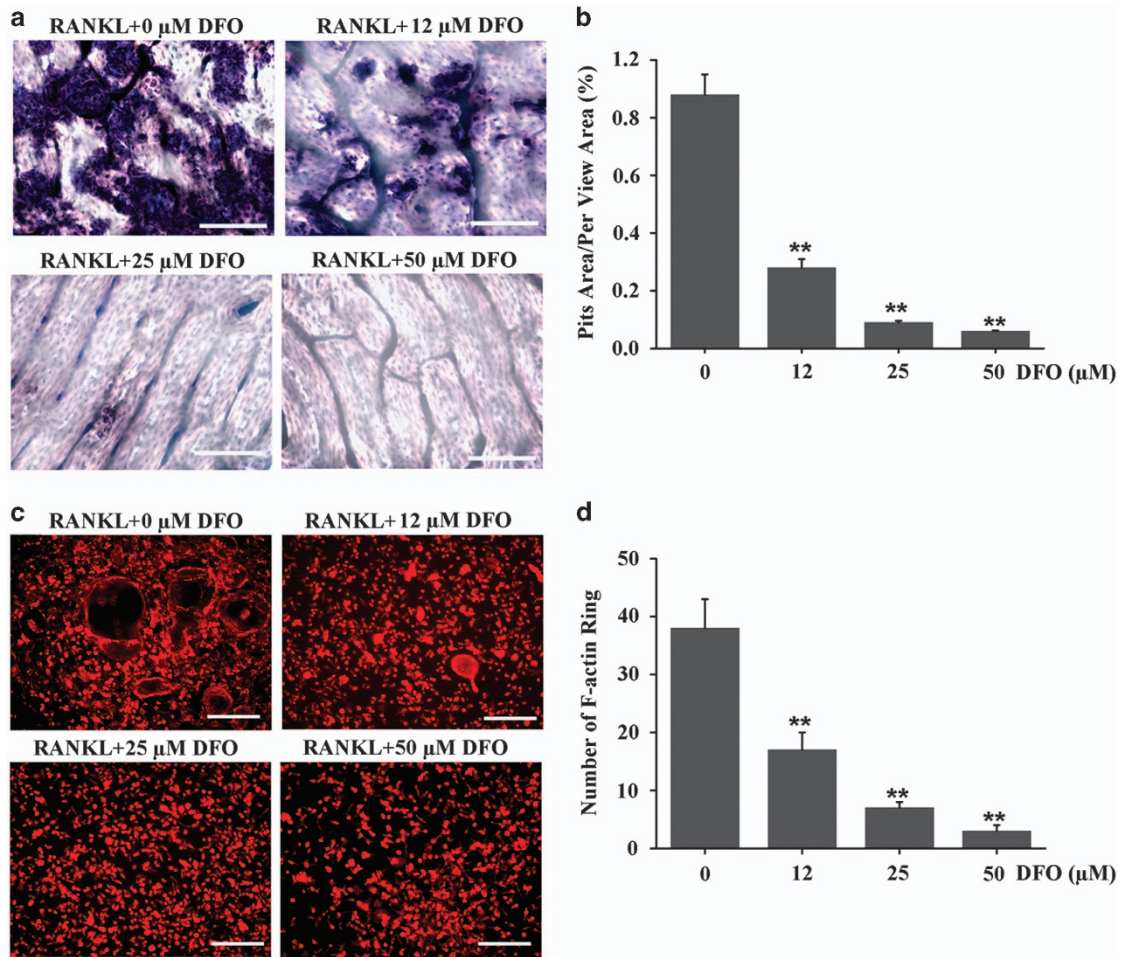 a
RANKL+0 µM DFO
RANKL+12 µM DFO
RANKL+25 µM DFO
RANKL+50 µM DFO
b
Pits Area/Per View Area (%)
1.2
0.8
0.6
0.4
0.2
0.0
**
**
**
0 12 25 50 DFO (µM)
c
RANKL+0 µM DFO
RANKL+12 µM DFO
RANKL+25 µM DFO
RANKL+50 µM DFO
d
Number of F-actin Ring
50
40
30
20
10
0
**
**
**
0 12 25 50 DFO (µM)